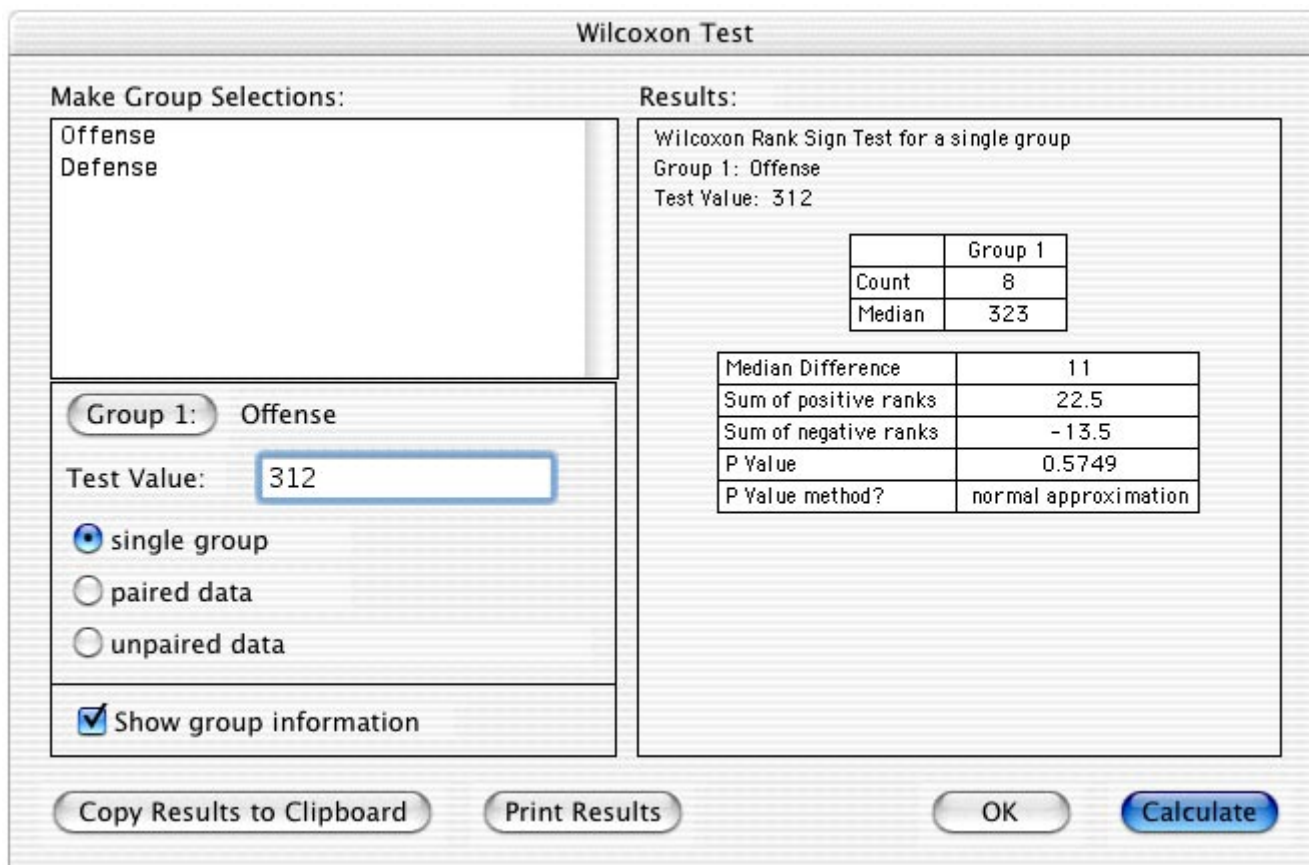 Wilcoxon Test
Make Group Selections:
Offense
Defense
Group 1: Offense
Test Value: 312
single group
paired data
unpaired data
Show group information
Results:
Wilcoxon Rank Sign Test for a single group
Group 1: Offense
Test Value: 312
Group 1
Count 8
Median 323
Median Difference 11
Sum of positive ranks 22.5
Sum of negative ranks -13.5
P Value 0.5749
P Value method? normal approximation
Copy Results to Clipboard Print Results OK Calculate